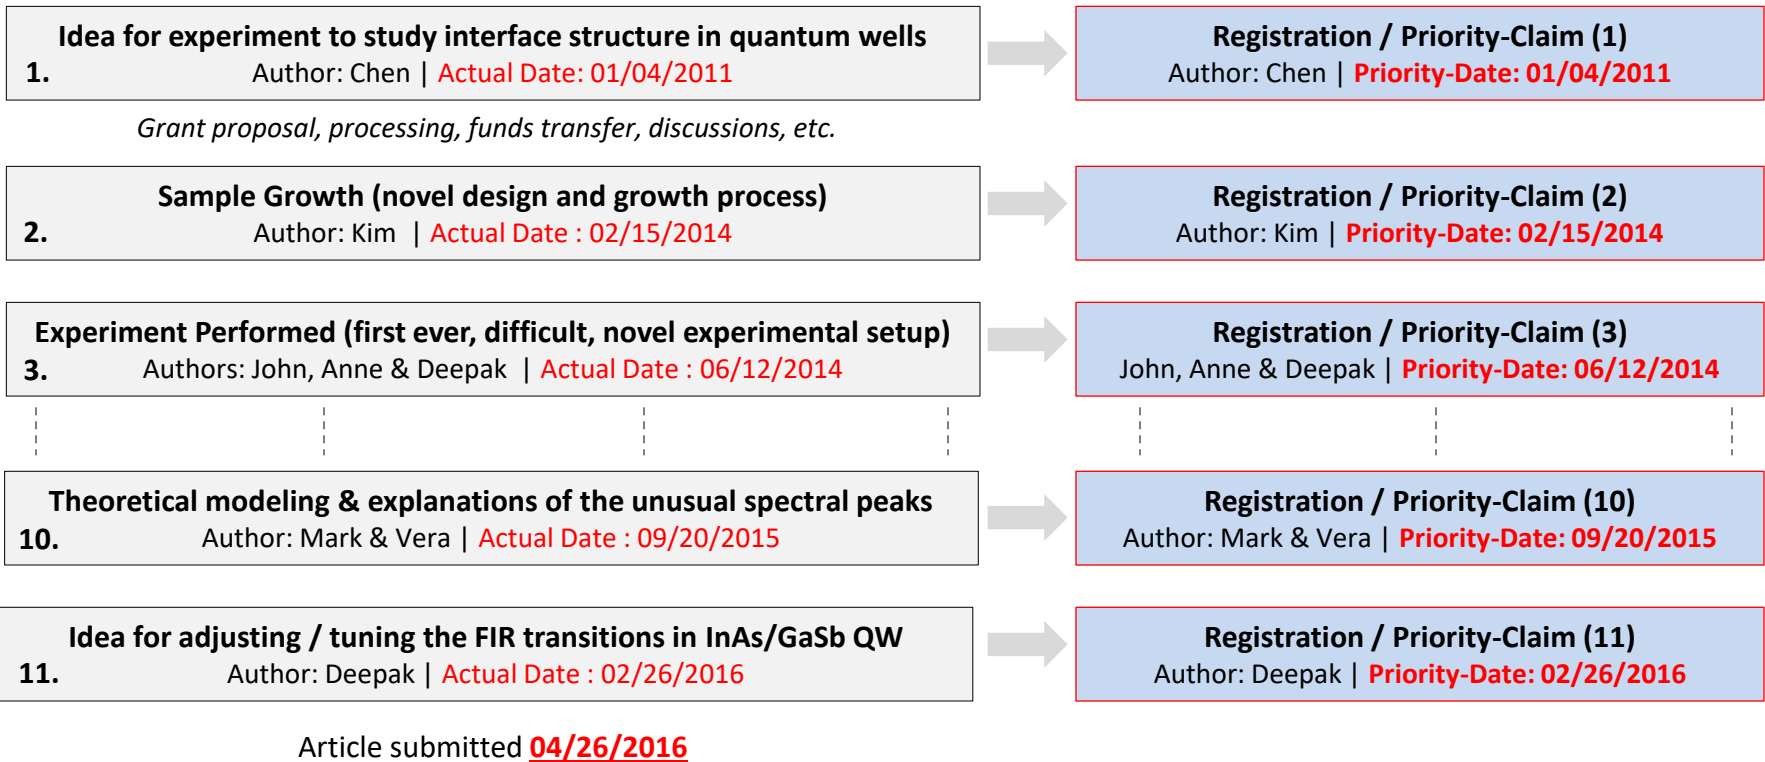 Idea for experiment to study interface structure in quantum wells
1. Author: Chen | Actual Date: 01/04/2011
Registration / Priority-Claim (1)
Author: Chen | Priority-Date: 01/04/2011
Grant proposal, processing, funds transfer, discussions, etc.
Sample Growth (novel design and growth process)
2. Author: Kim | Actual Date : 02/15/2014
Registration / Priority-Claim (2)
Author: Kim | Priority-Date: 02/15/2014
Experiment Performed (first ever, difficult, novel experimental setup)
3. Authors: John, Anne & Deepak | Actual Date : 06/12/2014
Registration / Priority-Claim (3)
John, Anne & Deepak | Priority-Date: 06/12/2014
Theoretical modeling & explanations of the unusual spectral peaks
10. Author: Mark & Vera | Actual Date : 09/20/2015
Registration / Priority-Claim (10)
Author: Mark & Vera | Priority-Date: 09/20/2015
Idea for adjusting / tuning the FIR transitions in InAs/GaSb QW
11. Author: Deepak | Actual Date : 02/26/2016
Registration / Priority-Claim (11)
Author: Deepak | Priority-Date: 02/26/2016
Article submitted 04/26/2016